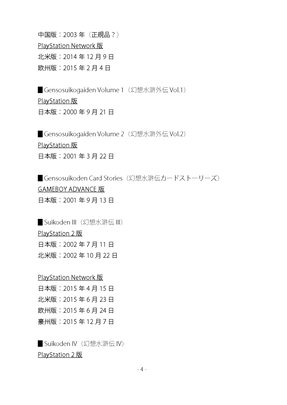 中国版：2003 年（正規品？）
PlayStation Network 版
北米版：2014 年 12 月 9 日
欧州版：2015 年 2 月 4 日
■Gensosuikogaiden Volume 1（幻想水滸外伝 Vol.1）
PlayStation 版
日本版：2000 年 9 月 21 日
■Gensosuikogaiden Volume 2（幻想水滸外伝 Vol.2）
PlayStation 版
日本版：2001 年 3 月 22 日
■Gensosuikoden Card Stories（幻想水滸伝カードストーリーズ）
GAMEBOY ADVANCE 版
日本版：2001 年 9 月 13 日
■Suikoden III（幻想水滸伝 III）
PlayStation 2 版
日本版：2002 年 7 月 11 日
北米版：2002 年 10 月 22 日
PlayStation Network 版
日本版：2015 年 4 月 15 日
北米版：2015 年 6 月 23 日
欧州版：2015 年 6 月 24 日
豪州版：2015 年 12 月 7 日
■Suikoden IV（幻想水滸伝 IV）
PlayStation 2 版
- 4 -